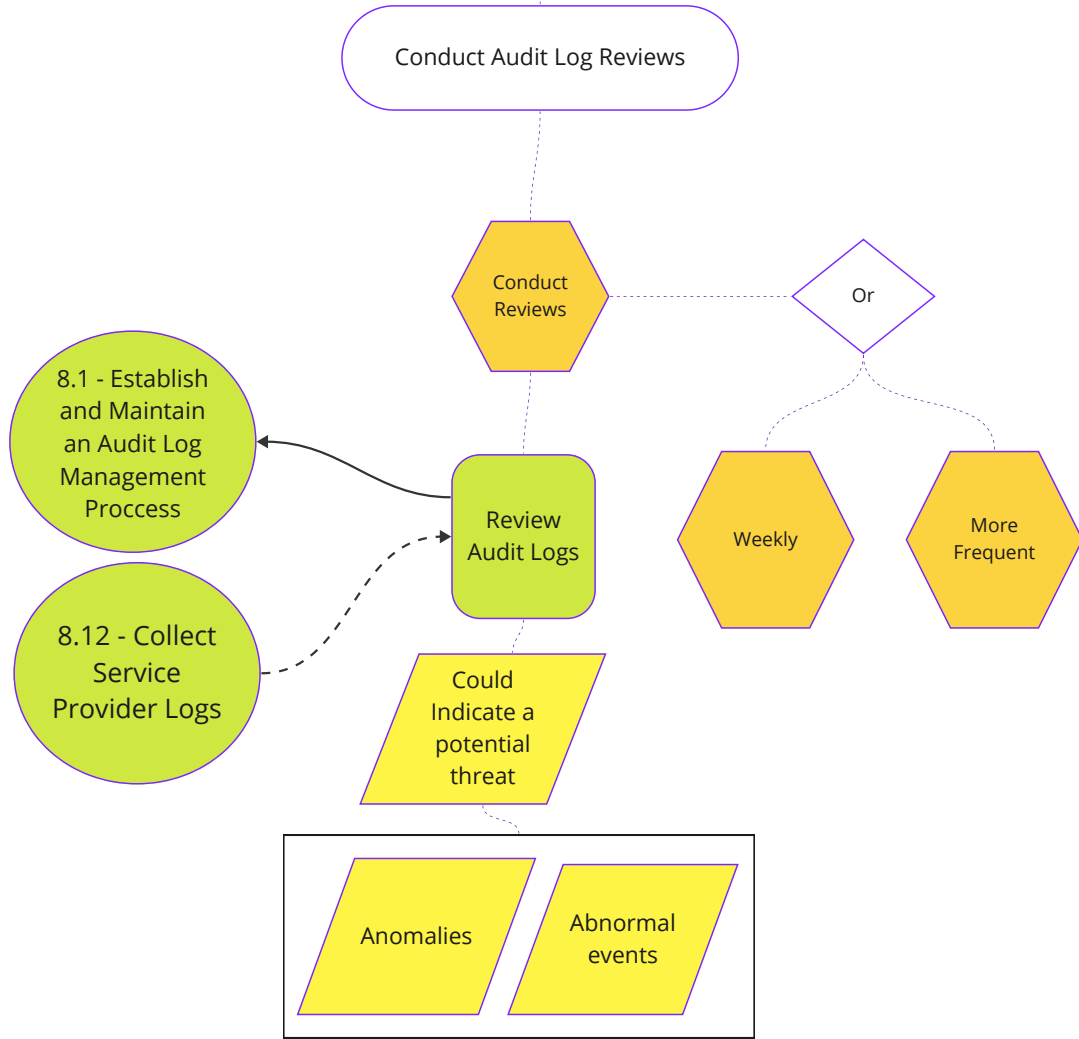 Conduct Audit Log Reviews
Conduct
Reviews
Or
8.1 - Establish
and Maintain
an Audit Log
Management
Proccess
Review
Audit Logs
Weekly
More
Frequent
8.12 - Collect
Service
Provider Logs
Could
Indicate a
potential
threat
Anomalies
Abnormal
events